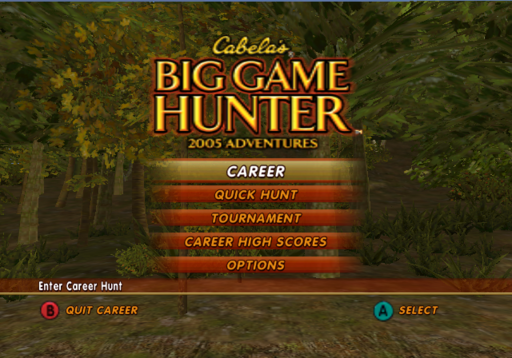 Cabela's
BIG GAME
HUNTER
2005 ADVENTURES
CAREER
QUICK HUNT
TOURNAMENT
CAREER HIGH SCORES
OPTIONS
Enter Career Hunt
B QUIT CAREER
A SELECT